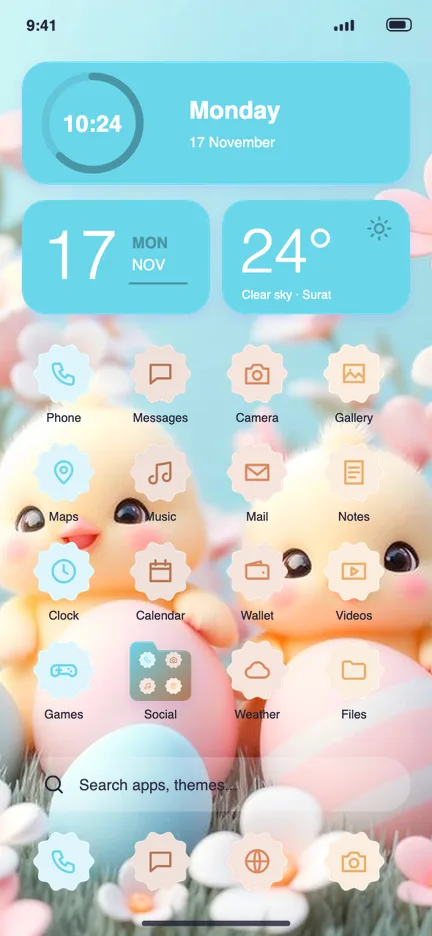 9:41
10:24
Monday
17 November
17
MON
NOV
24°
Clear sky · Surat
Phone
Messages
Camera
Gallery
Maps
Music
Mail
Notes
Clock
Calendar
Wallet
Videos
Games
Social
Weather
Files
Search apps, themes...